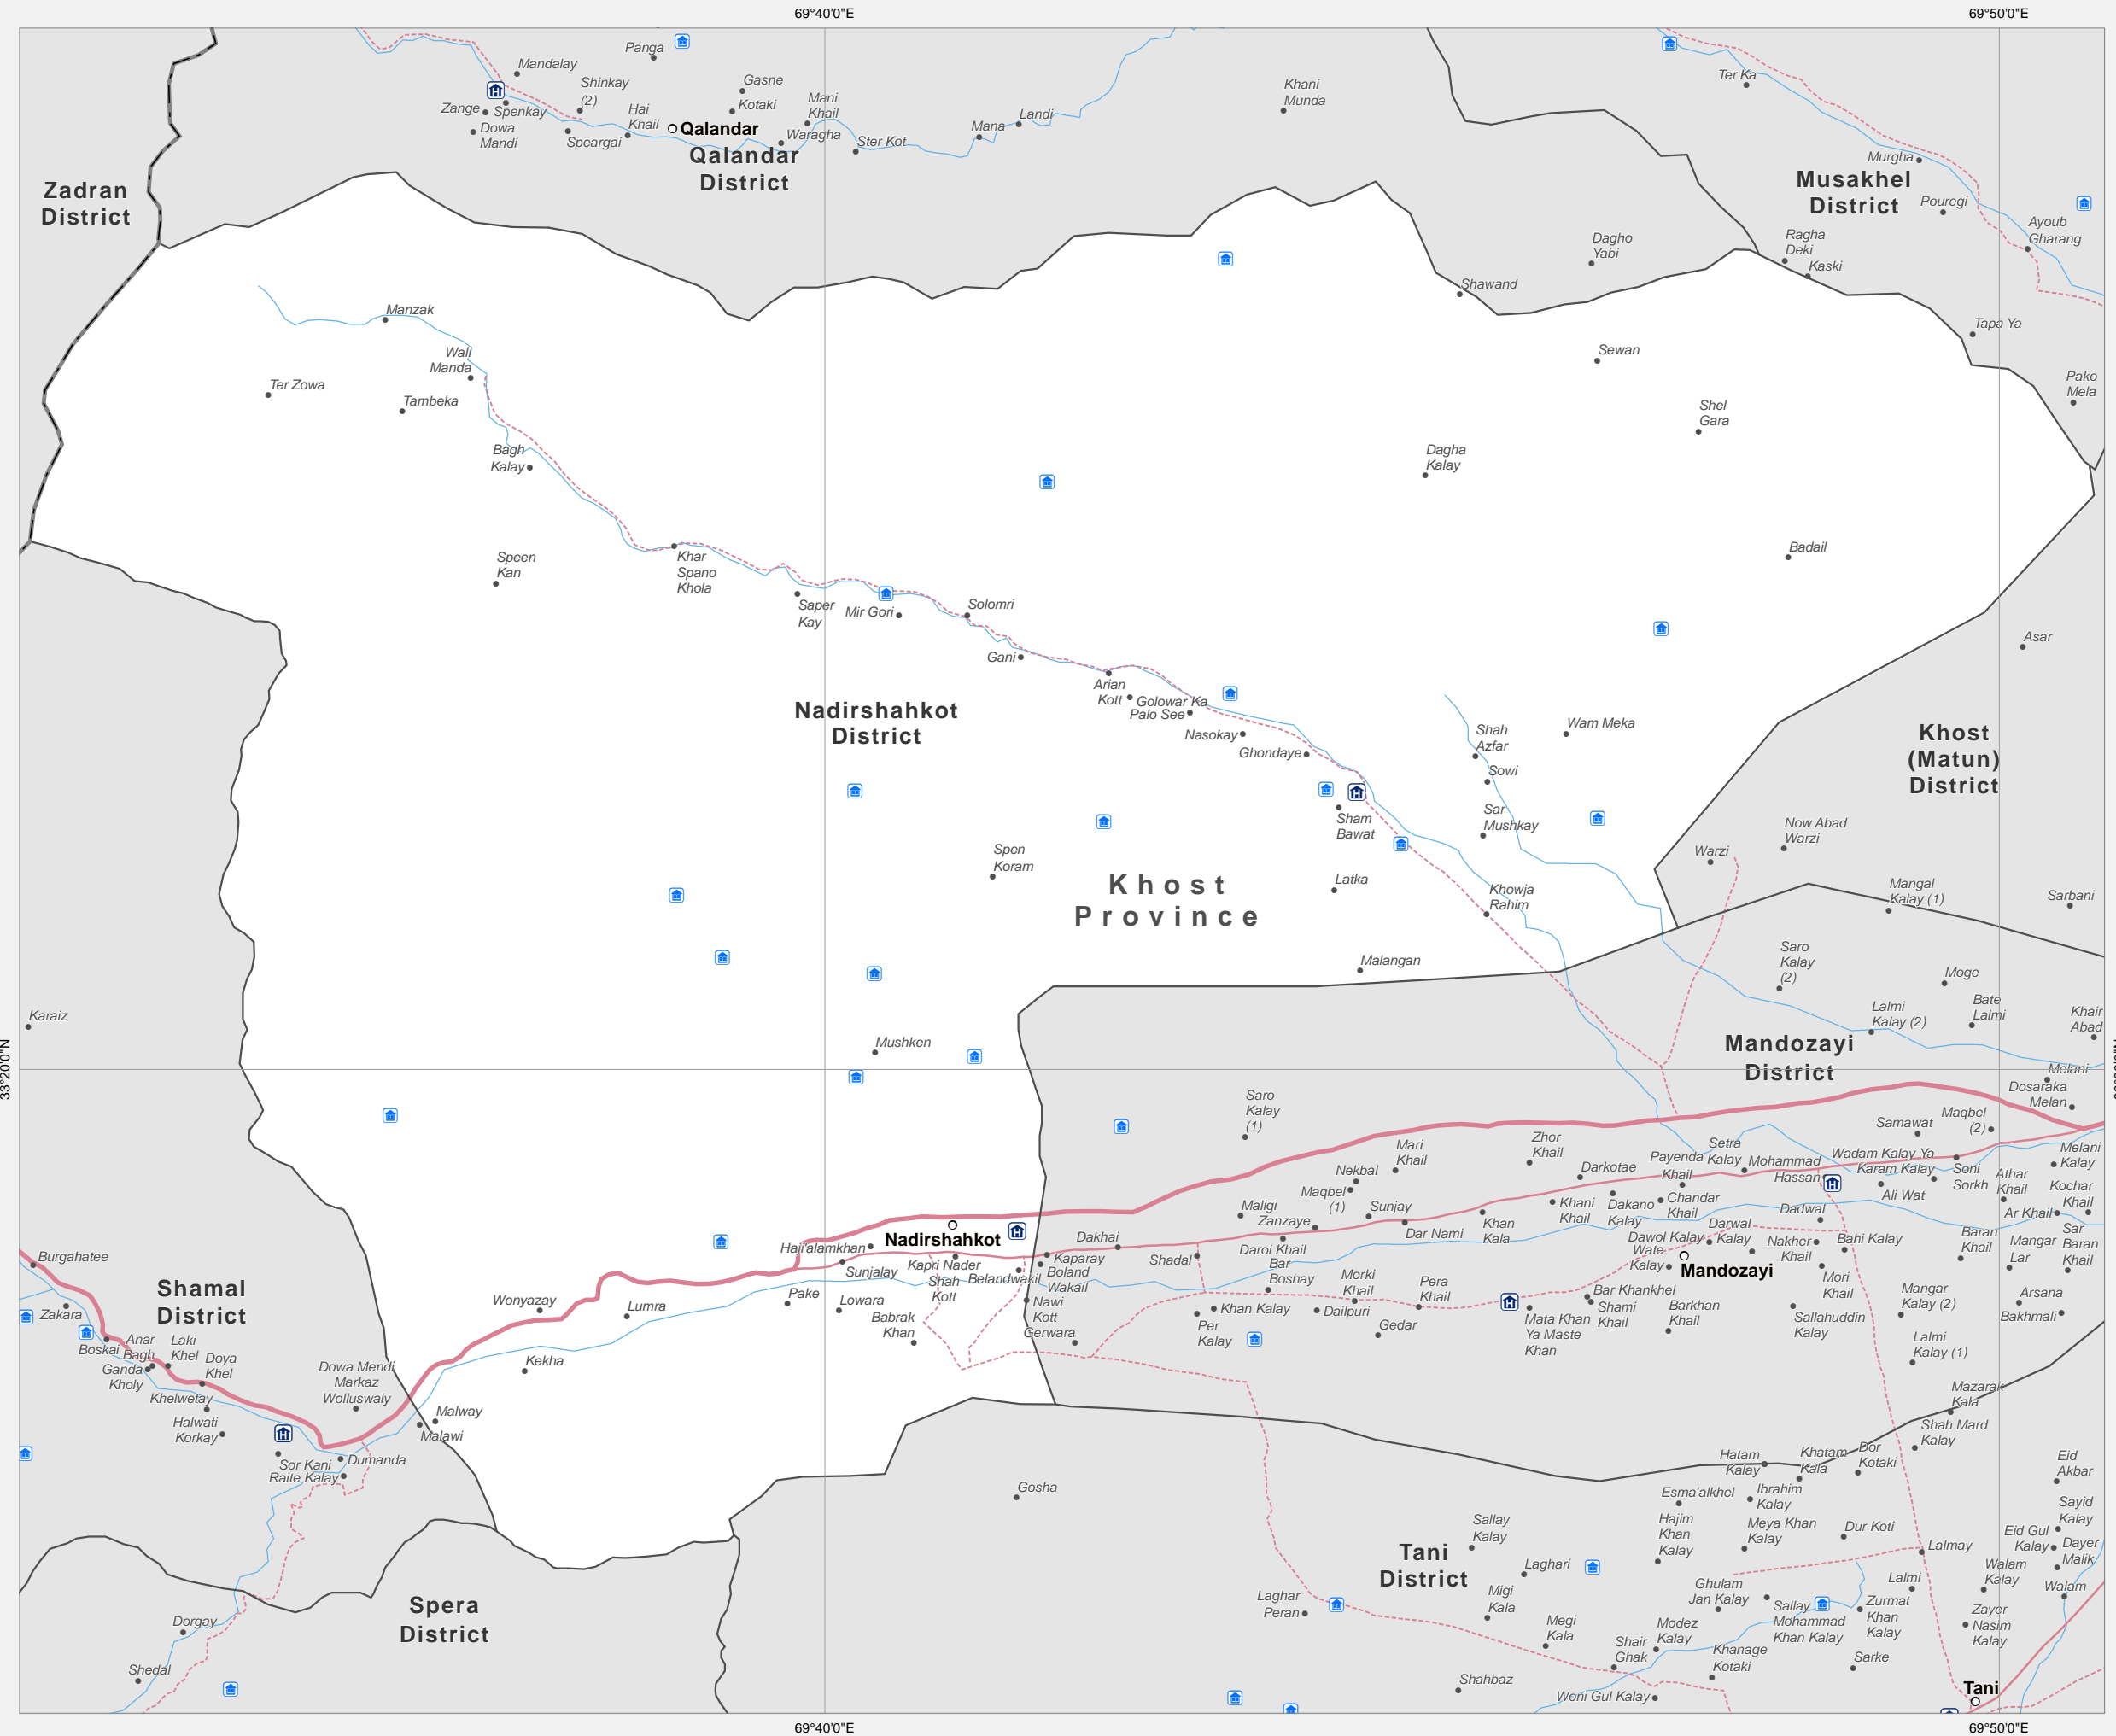 69°40'0"E
69°50'0"E
Panga
Mandalay
Shinkay
(2)
Gasne
Zange
Spenkay
Hai
Khail
Kotaki
Mani
Khail
Dowa
Mandi
Speargai
Qalandar
Waragha
Ster Kot
Mana
Landi
Khani
Munda
Qalandar
District
Zadran
District
Ter Ka
Murgha
Musakhel
District
Pouregi
Ayoub
Gharang
Ragha
Deki
Kaski
Dagho
Yabi
Shawand
Tapa Ya
Pako
Mela
Manzak
Wali
Manda
Ter Zowa
Tambeka
Bagh
Kalay
Sewan
Shel
Gara
Dagha
Kalay
Badail
Speen
Kan
Khar
Spano
Khola
Saper
Kay
Mir Gori
Solomri
Gani
Arian
Kott
Golowar Ka
Palo See
Nasokay
Ghondaye
Asar
Nadirshahkot
District
Shah
Azfar
Sowi
Wam Meka
Khost
(Matun)
District
Sar
Mushkay
Sham
Bawat
Now Abad
Warzi
Warzi
Spen
Koram
Latka
Khowja
Rahim
Mangal
Kalay (1)
Sarbani
Khost
Province
Malangan
Saro
Kalay
(2)
Moge
Bate
Lalmi
Lalmi
Kalay (2)
Khair
Abad
Karaiz
33°20'0"N
Mushken
Mandozayi
District
Melani
Dosaraka
Melan
Saro
Kalay
(1)
Maqbel
(2)
Samawat
Mari
Khail
Zhor
Khail
Setra
Kalay
Payenda
Khail
Mohammad
Hassan
Wadam Kalay Ya
Karam Kalay
Soni
Sorkh
Melani
Kalay
Nekbal
Maqbel
(1)
Darkotae
Athar
Khail
Kochar
Khail
Ali Wat
Maligi
Zanzaye
Sunjay
Dar Nami
Khan
Kala
Khani
Khail
Dakano
Kalay
Chandar
Khail
Dadwal
Ar Khail
Nadirshahkot
Haji'alamkhan
Sunjalay
Kapri Nader
Shah
Kott
Belandwakil
Kaparay
Boland
Wakail
Dakhai
Shadal
Daroi Khail
Bar
Boshay
Dawol Kalay
Wate
Kalay
Darwal
Kalay
Nakher
Khail
Bahi Kalay
Baran
Khail
Mangar
Lar
Sar
Baran
Khail
Mandozayi
Mori
Khail
Burgahatee
Shamal
District
Zakara
Wonyazay
Lumra
Pake
Lowara
Babrak
Khan
Nawi
Kott
Gerwara
Per
Kalay
Khan Kalay
Dailpuri
Morki
Khail
Gedar
Pera
Khail
Mata Khan
Ya Maste
Khan
Bar Khankhel
Shami
Khail
Barkhan
Khail
Sallahuddin
Kalay
Mangar
Kalay (2)
Arsana
Bakhmali
Lalmi
Kalay (1)
Boskai
Anar
Bagh
Laki
Khel
Doya
Khel
Ganda
Kholy
Khelwetay
Halwati
Korkay
Dowa Mendi
Markaz
Wolluswaly
Kekha
Malway
Malawi
Sor Kani
Raite Kalay
Dumanda
Mazarak
Kala
Shah Mard
Kalay
Gosha
Hatam
Kalay
Khatam
Kala
Dor
Kotaki
Eid
Akbar
Esma'alkhel
Ibrahim
Kalay
Sayid
Kalay
Sallay
Kalay
Hajim
Khan
Kalay
Meya Khan
Kalay
Dur Koti
Eid Gul
Kalay
Dayer
Malik
Lalmay
Tani
District
Laghari
Walam
Kalay
Walam
Laghar
Peran
Migi
Kala
Ghulam
Jan Kalay
Lalmi
Sallay
Mohammad
Khan Kalay
Zurmat
Khan
Kalay
Zayer
Nasim
Kalay
Megi
Kala
Modez
Kalay
Shair
Ghak
Khanage
Kotaki
Sarke
Shahbaz
Woni Gul Kalay
Tani
Spera
District
Dorgay
Shedal
69°40'0"E
69°50'0"E